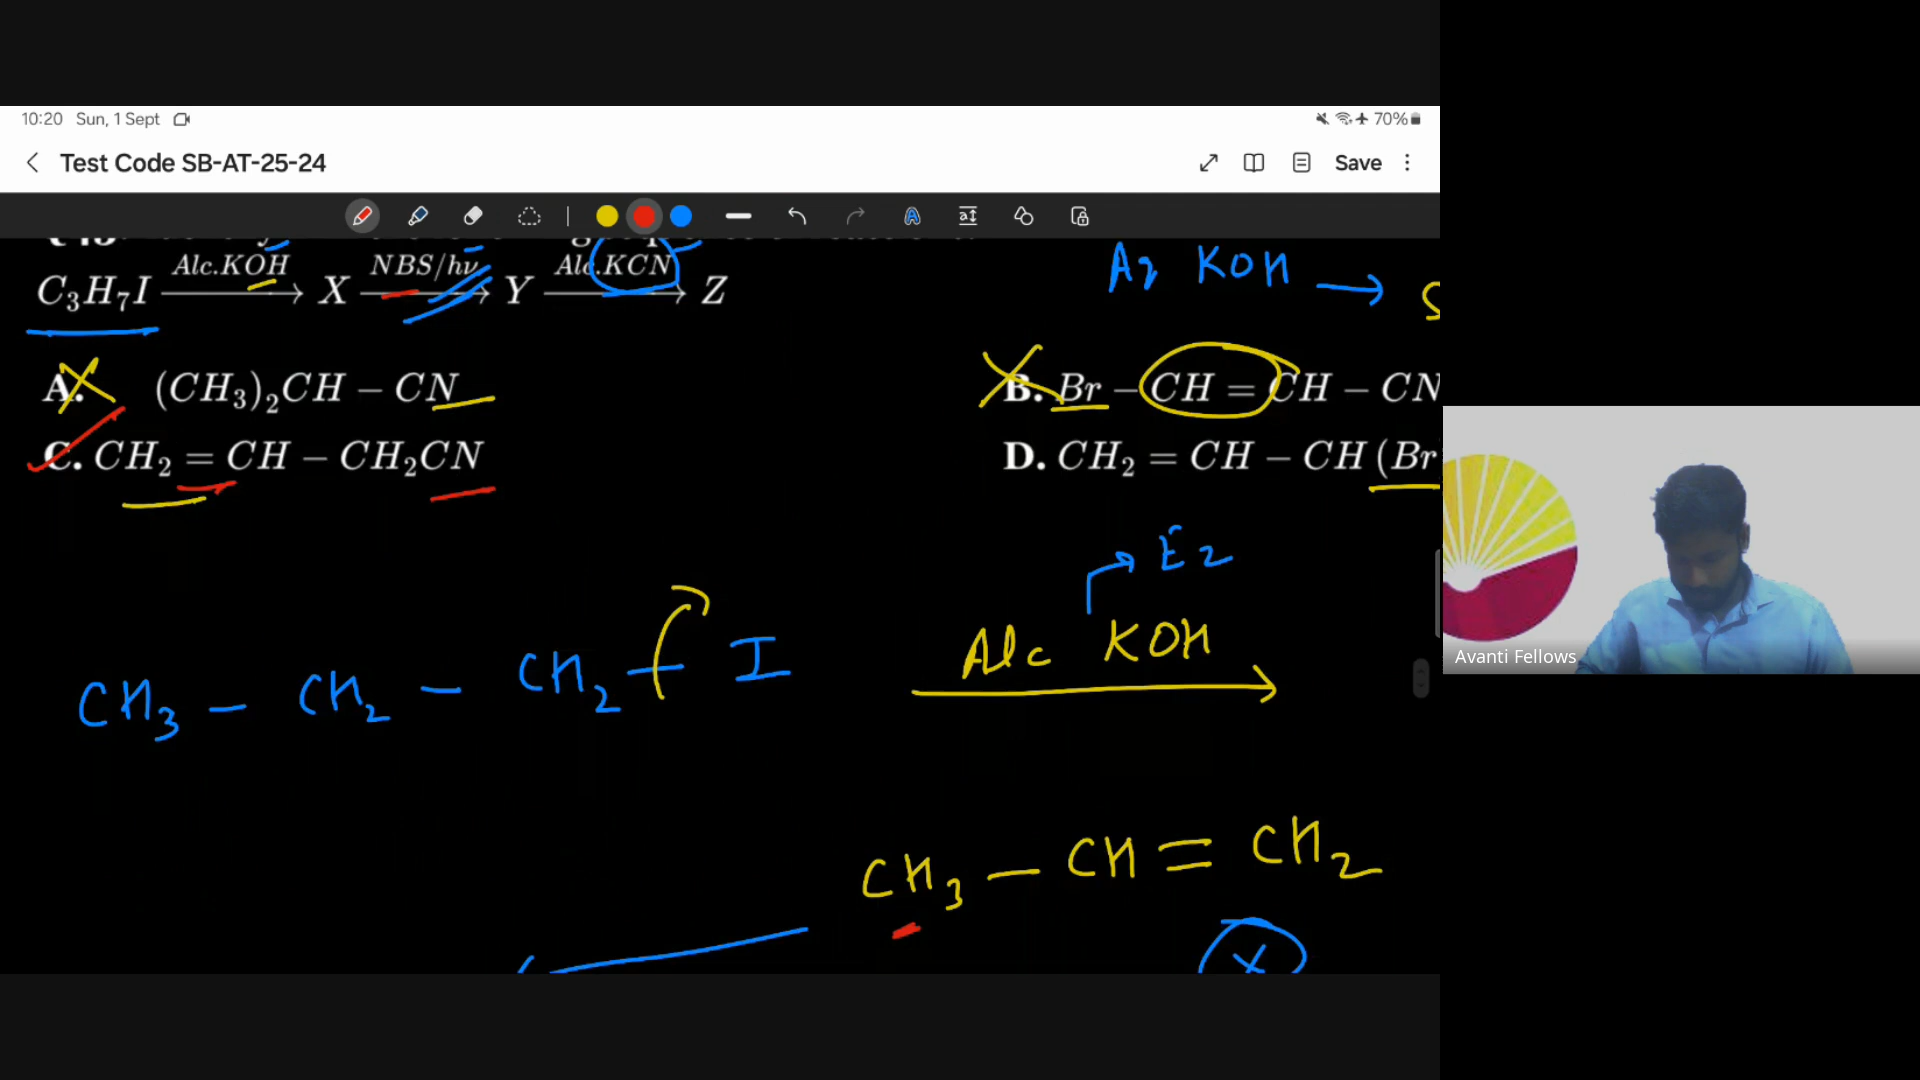 10:20 Sun, 1 Sept 70%
Test Code SB-AT-25-24 Save
C₃H₇I Alc.KOH → X NBS/hν → Y Alc.KCN → Z
Aq KOH → S
A. (CH₃)₂CH – CN
B. Br – CH = CH – CN
C. CH₂ = CH – CH₂CN
D. CH₂ = CH – CH (Br
E2
Alc KOH
CH₃ – CH₂ – CH₂ – I
CH₃ – CH = CH₂
X
Avanti Fellows